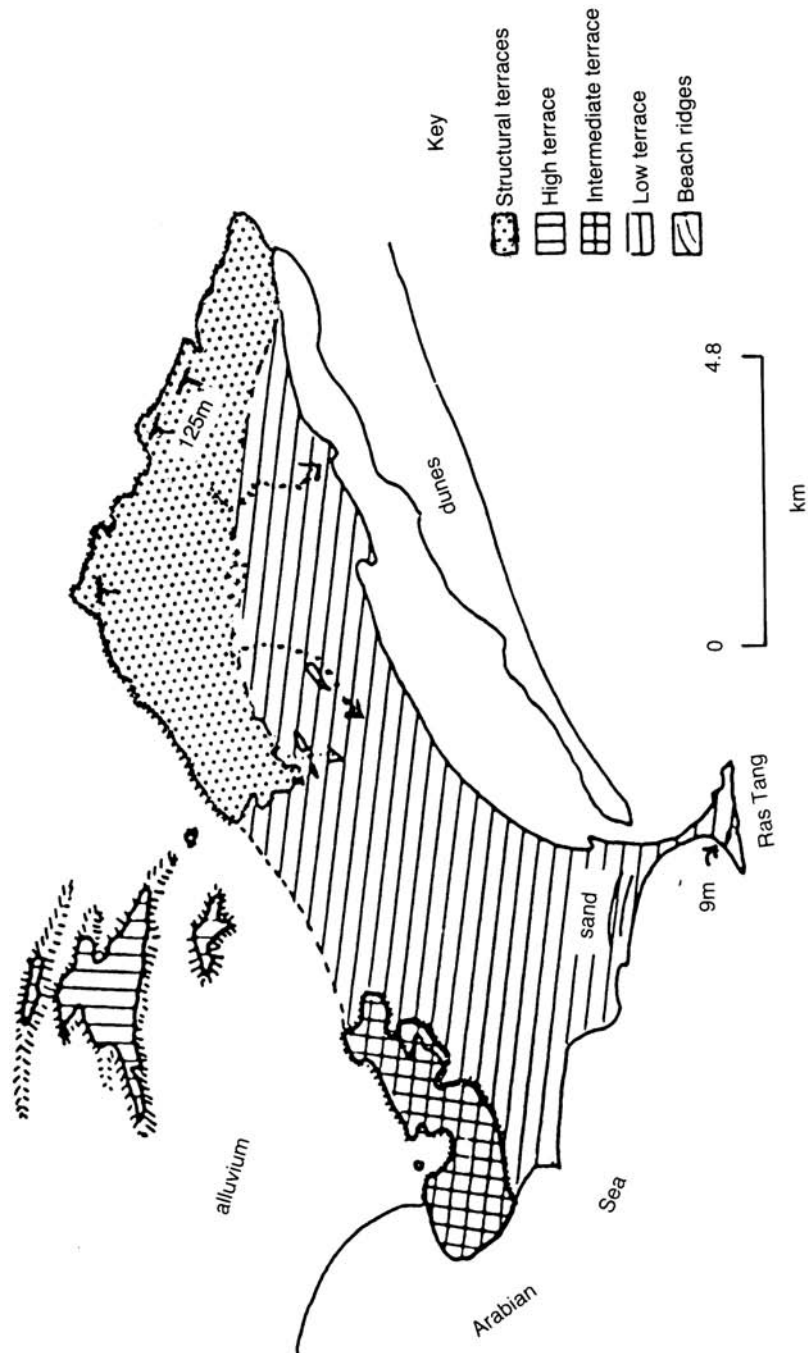 alluvium
125m
dunes
sand
9m
Ras Tang
Arabian
Sea
0
4.8
km
Key
Structural terraces
High terrace
Intermediate terrace
Low terrace
Beach ridges